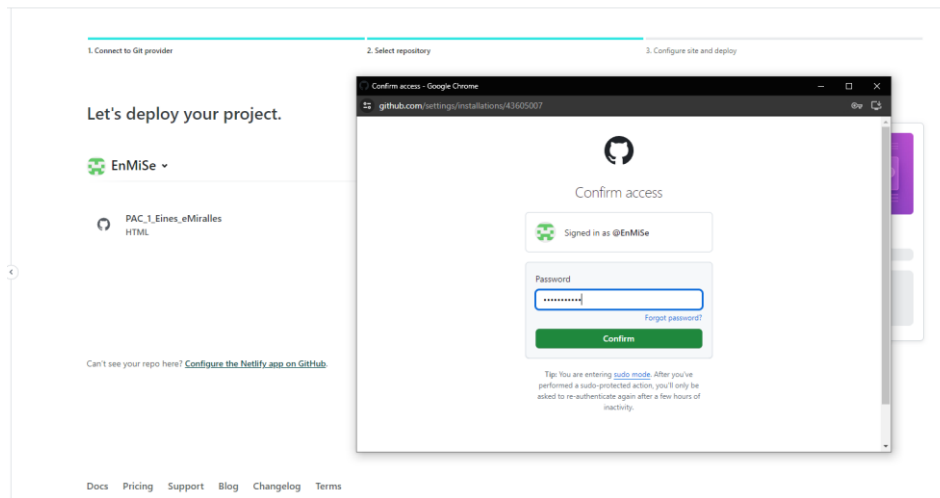 1. Connect to Git provider
2. Select repository
3. Configure site and deploy
Let's deploy your project.
EnMiSe
PAC_1_Eines_eMiralles
HTML
Can't see your repo here? Configure the Netlify app on GitHub.
Confirm access - Google Chrome
github.com/settings/installations/43605007
Confirm access
Signed in as @EnMiSe
Password
•••••••••••
Forgot password?
Confirm
Tip: You are entering sudo mode. After you've
performed a sudo-protected action, you'll only be
asked to re-authenticate again after a few hours of
inactivity.
Docs Pricing Support Blog Changelog Terms